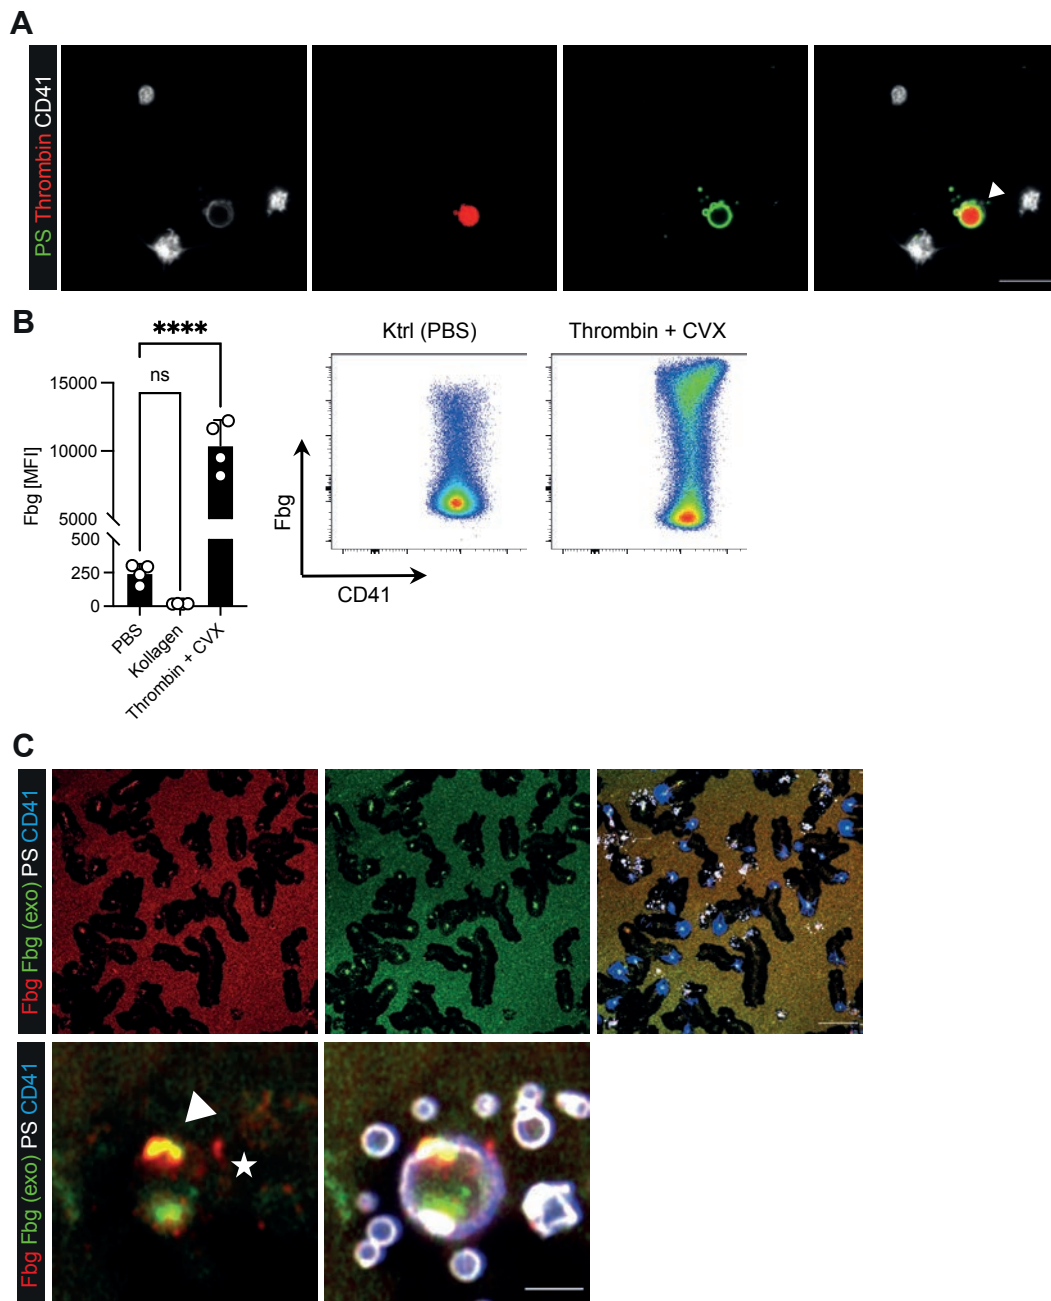 A
PS Thrombin CD41
B
****
ns
15000
10000
5000
500
250
0
Fbg [MFI]
PBS
Kollagen
Thrombin + CVX
Ktrl (PBS)
Thrombin + CVX
Fbg
CD41
C
Fbg Fbg (exo) PS CD41
Fbg Fbg (exo) PS CD41